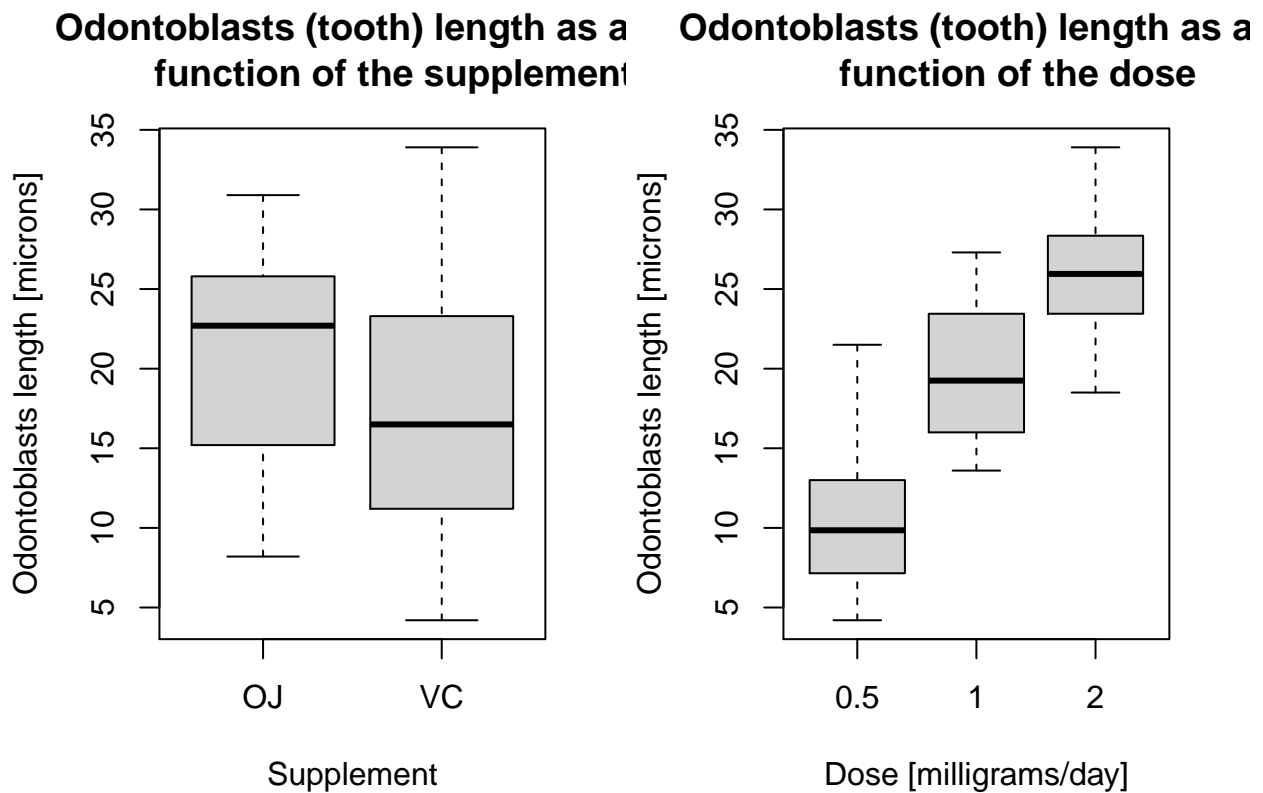 Odontoblasts (tooth) length as a
function of the supplement
Odontoblasts length [microns]
35
30
25
20
15
10
5
OJ VC
Supplement
Odontoblasts (tooth) length as a
function of the dose
Odontoblasts length [microns]
35
30
25
20
15
10
5
0.5 1 2
Dose [milligrams/day]